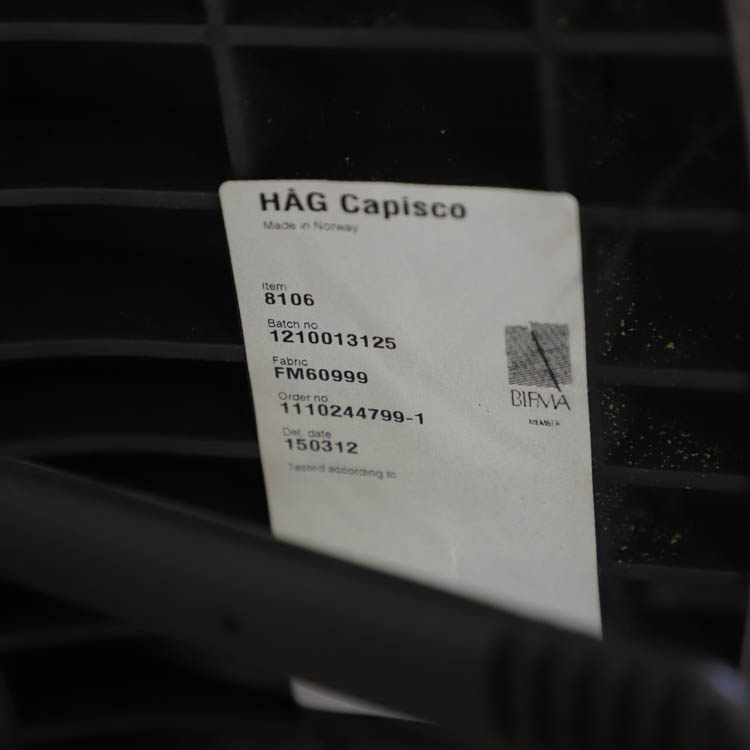 HÅG Capisco
Made in Norway
Item
8106
Batch no
1210013125
Fabric
FM60999
Order no
1110244799-1
Del. date
150312
Tested according to
BIFMA
MEMBER